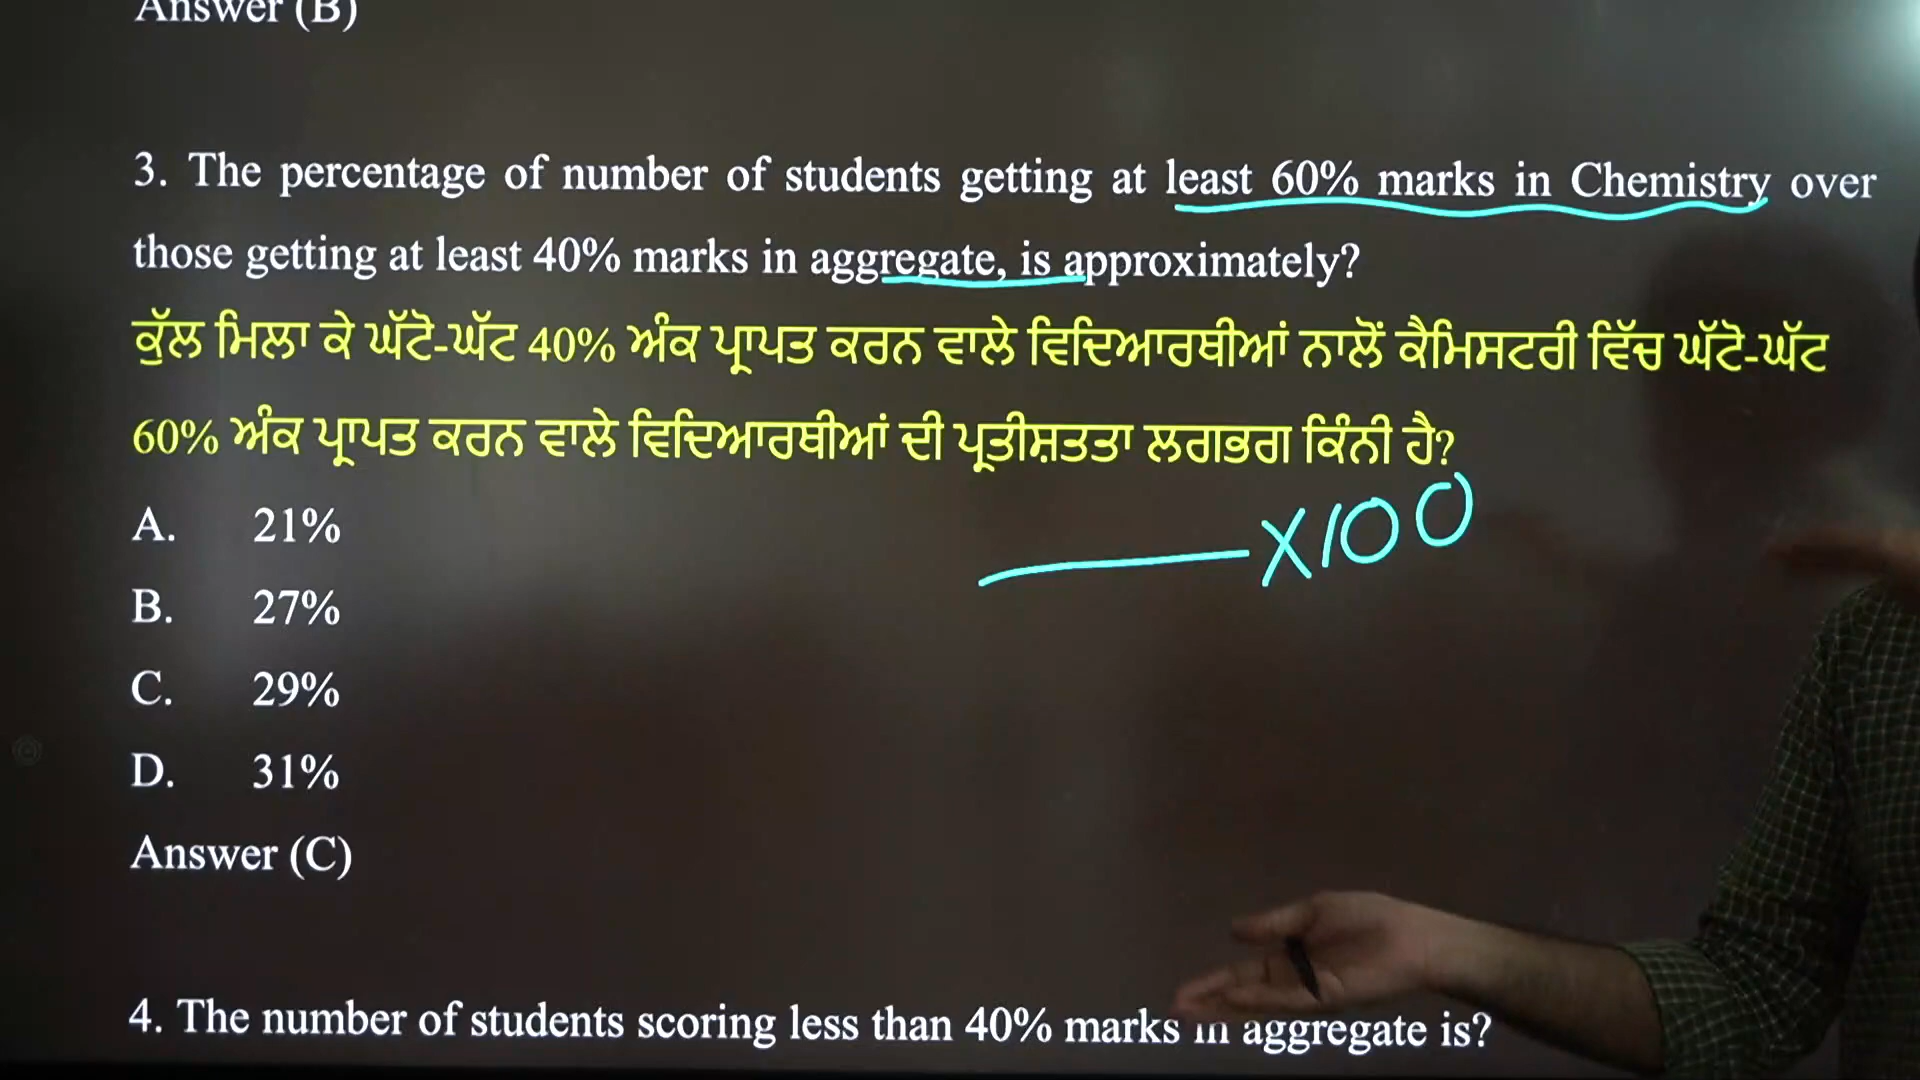 Answer (B)
3. The percentage of number of students getting at least 60% marks in Chemistry over
those getting at least 40% marks in aggregate, is approximately?
ਕੁੱਲ ਮਿਲਾ ਕੇ ਘੱਟੋ-ਘੱਟ 40% ਅੰਕ ਪ੍ਰਾਪਤ ਕਰਨ ਵਾਲੇ ਵਿਦਿਆਰਥੀਆਂ ਨਾਲੋਂ ਕੈਮਿਸਟਰੀ ਵਿੱਚ ਘੱਟੋ-ਘੱਟ
60% ਅੰਕ ਪ੍ਰਾਪਤ ਕਰਨ ਵਾਲੇ ਵਿਦਿਆਰਥੀਆਂ ਦੀ ਪ੍ਰਤੀਸ਼ਤਤਾ ਲਗਭਗ ਕਿੰਨੀ ਹੈ?
X100
A. 21%
B. 27%
C. 29%
D. 31%
Answer (C)
4. The number of students scoring less than 40% marks in aggregate is?